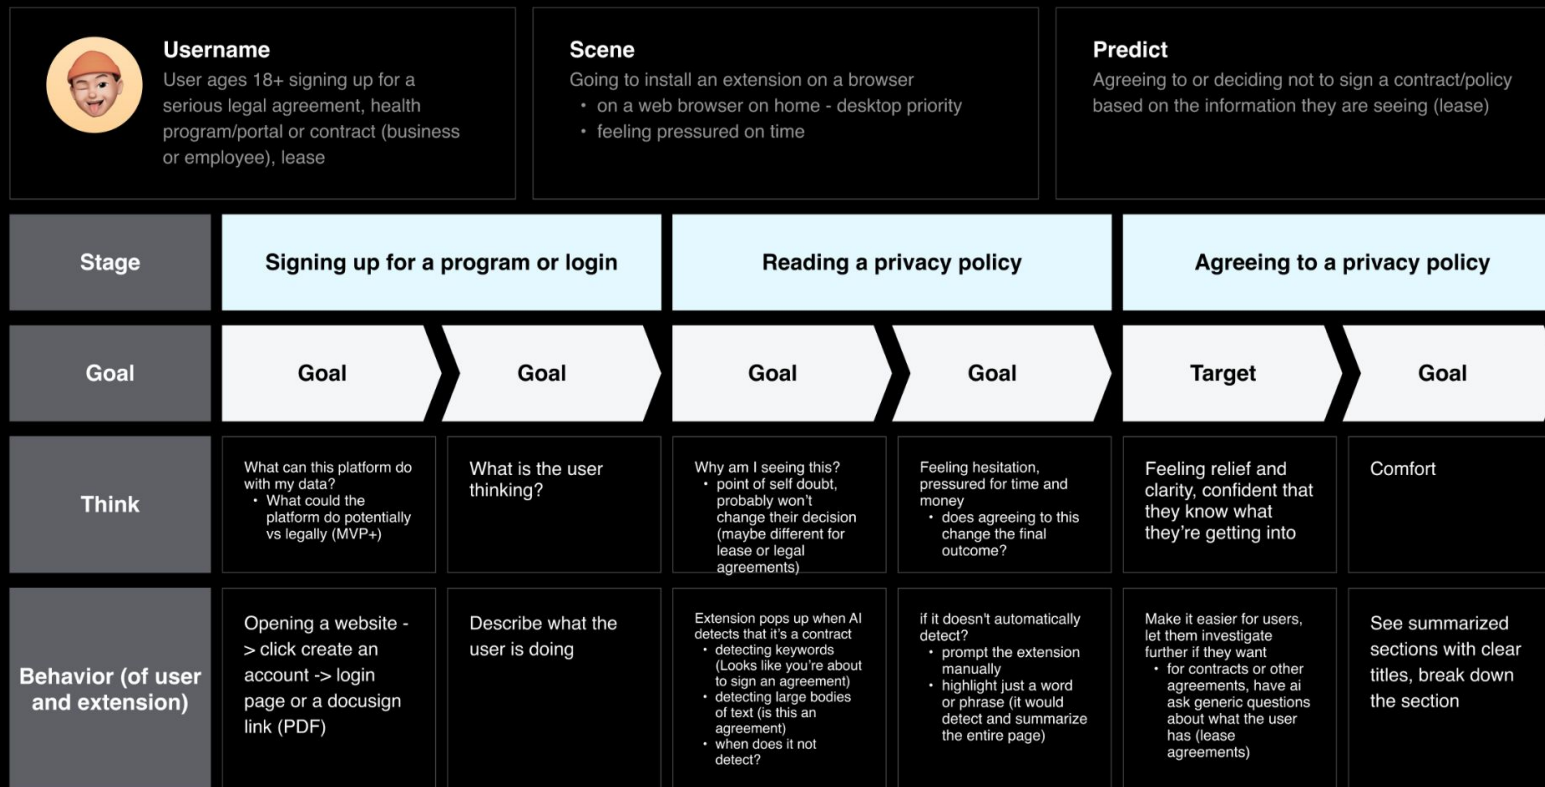 Username
User ages 18+ signing up for a
serious legal agreement, health
program/portal or contract (business
or employee), lease
Scene
Going to install an extension on a browser
• on a web browser on home - desktop priority
• feeling pressured on time
Predict
Agreeing to or deciding not to sign a contract/policy
based on the information they are seeing (lease)
Stage
Signing up for a program or login
Reading a privacy policy
Agreeing to a privacy policy
Goal
Goal
Goal
Goal
Goal
Target
Goal
Think
What can this platform do
with my data?
• What could the
platform do potentially
vs legally (MVP+)
What is the user
thinking?
Why am I seeing this?
• point of self doubt,
probably won't
change their decision
(maybe different for
lease or legal
agreements)
Feeling hesitation,
pressured for time and
money
• does agreeing to this
change the final
outcome?
Feeling relief and
clarity, confident that
they know what
they're getting into
Comfort
Behavior (of user
and extension)
Opening a website -
> click create an
account -> login
page or a docusign
link (PDF)
Describe what the
user is doing
Extension pops up when AI
detects that it's a contract
• detecting keywords
(Looks like you're about
to sign an agreement)
• detecting large bodies
of text (is this an
agreement)
• when does it not
detect?
if it doesn't automatically
detect?
• prompt the extension
manually
• highlight just a word
or phrase (it would
detect and summarize
the entire page)
Make it easier for users,
let them investigate
further if they want
• for contracts or other
agreements, have ai
ask generic questions
about what the user
has (lease
agreements)
See summarized
sections with clear
titles, break down
the section